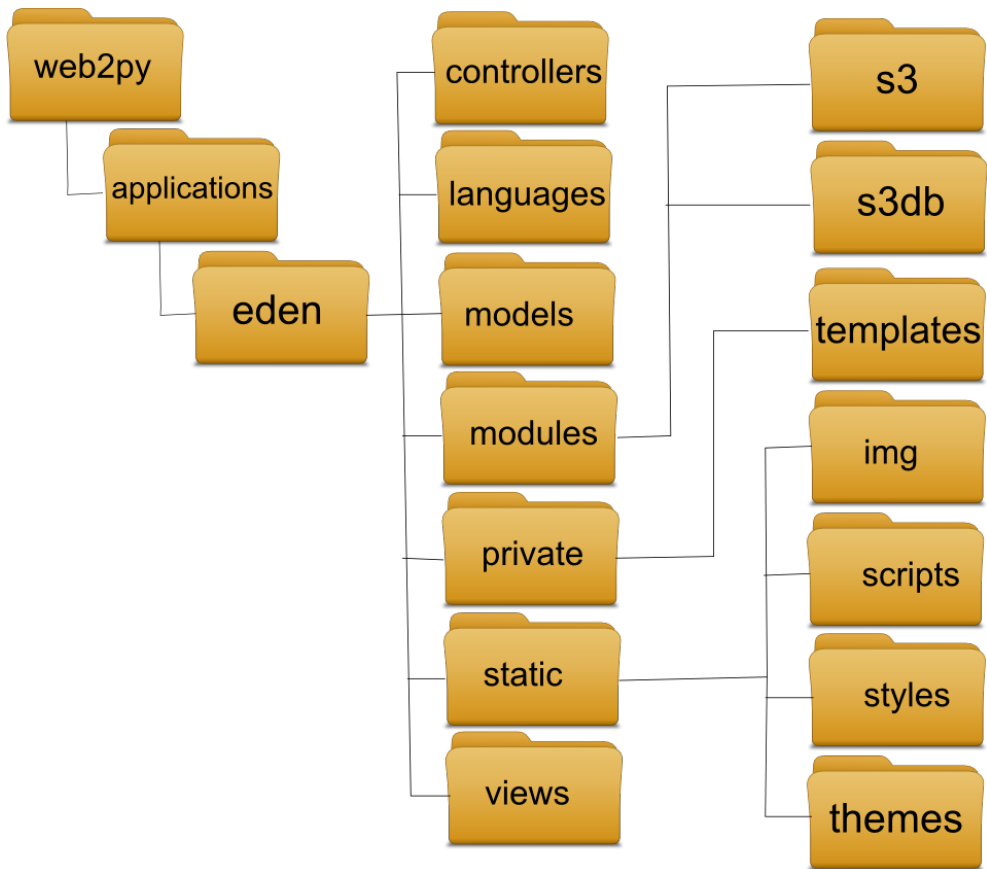 web2py
applications
eden
controllers
languages
models
modules
private
static
views
s3
s3db
templates
img
scripts
styles
themes